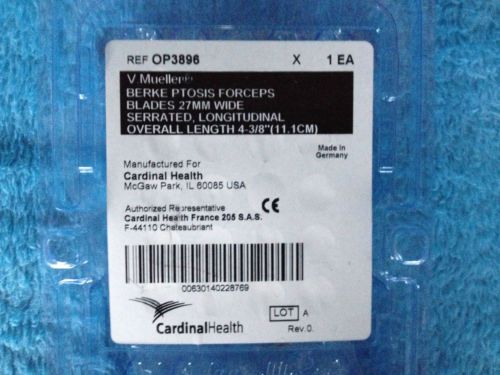 REF OP3896 X 1 EA
V.Mueller®
BERKE PTOSIS FORCEPS
BLADES 27MM WIDE
SERRATED, LONGITUDINAL
OVERALL LENGTH 4-3/8"(11.1CM)
Made in
Germany
Manufactured For
Cardinal Health
McGaw Park, IL 60085 USA
Authorized Representative
Cardinal Health France 205 S.A.S.
F-44110 Chateaubriant
CE
00630140228769
CardinalHealth
LOT A
Rev.0.